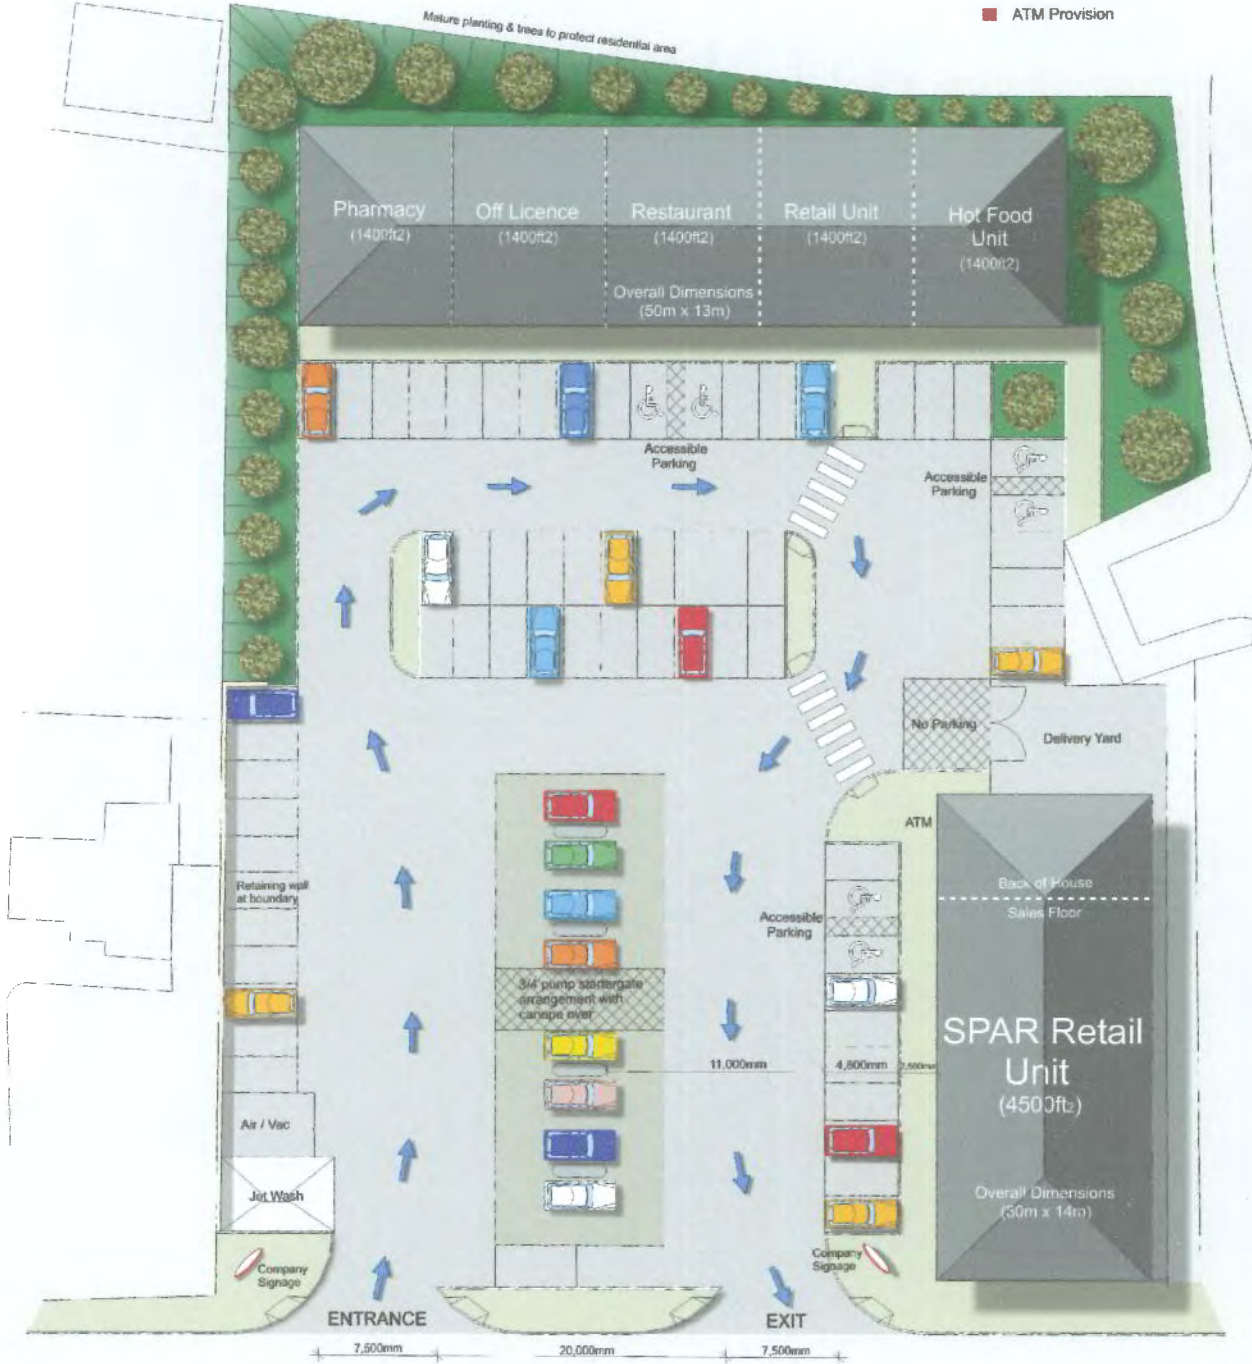 ATM Provision
Mature planting & trees to protect residential area
Pharmacy
(1400ft2)
Off Licence
(1400ft2)
Restaurant
(1400ft2)
Retail Unit
(1400ft2)
Hot Food
Unit
(1400ft2)
Overall Dimensions
(50m x 13m)
Accessible
Parking
Accessible
Parking
No Parking
Delivery Yard
ATM
Retaining wall
at boundary
Back of House
Sales Floor
Accessible
Parking
3/4 pump startergate
arrangement with
canope over
SPAR Retail
Unit
(4500ft2)
11,000mm
4,800mm
Air / Vac
Jet Wash
Overall Dimensions
(30m x 14m)
Company
Signage
Company
Signage
ENTRANCE
EXIT
7,500mm
20,000mm
7,500mm